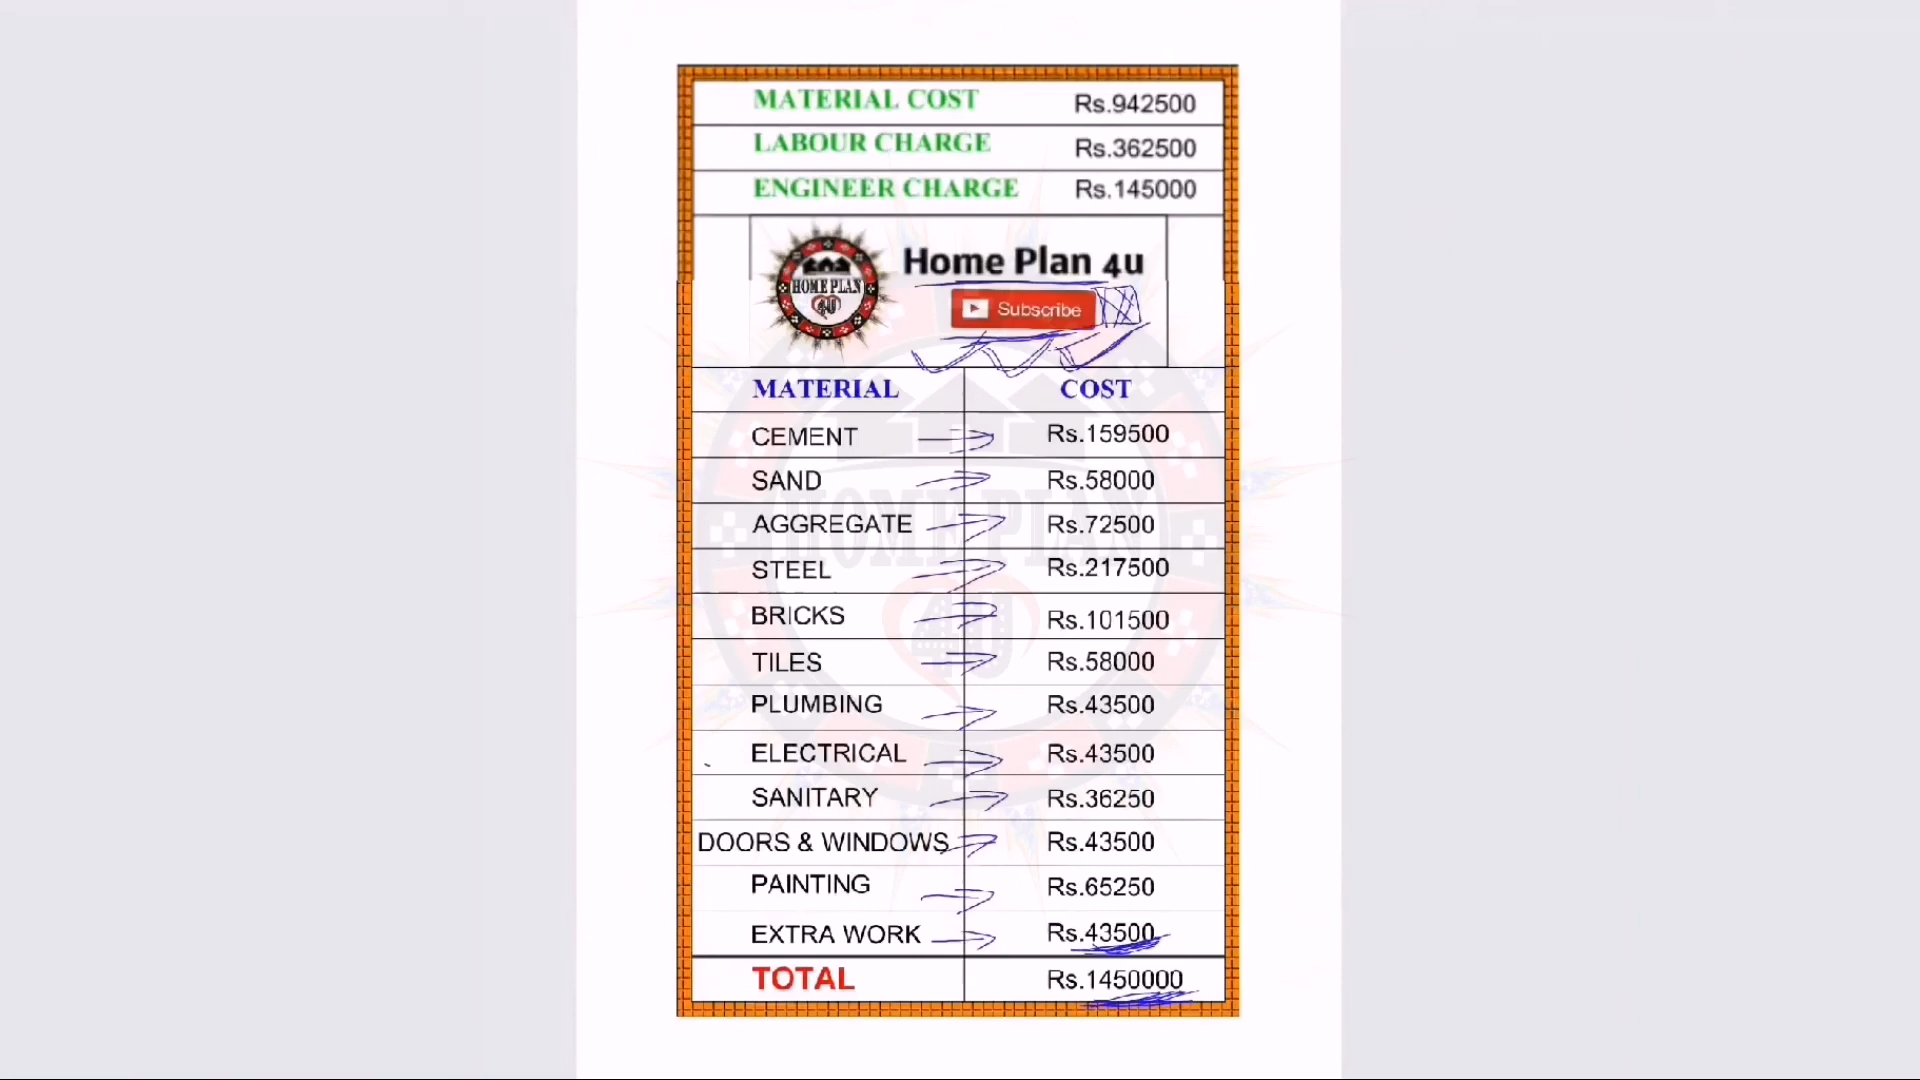 MATERIAL COST Rs.942500
LABOUR CHARGE Rs.362500
ENGINEER CHARGE Rs.145000
HOME PLAN
4U
Home Plan 4u
Subscribe
MATERIAL COST
CEMENT Rs.159500
SAND Rs.58000
AGGREGATE Rs.72500
STEEL Rs.217500
BRICKS Rs.101500
TILES Rs.58000
PLUMBING Rs.43500
ELECTRICAL Rs.43500
SANITARY Rs.36250
DOORS & WINDOWS Rs.43500
PAINTING Rs.65250
EXTRA WORK Rs.43500
TOTAL Rs.1450000
HOME PLAN
4U